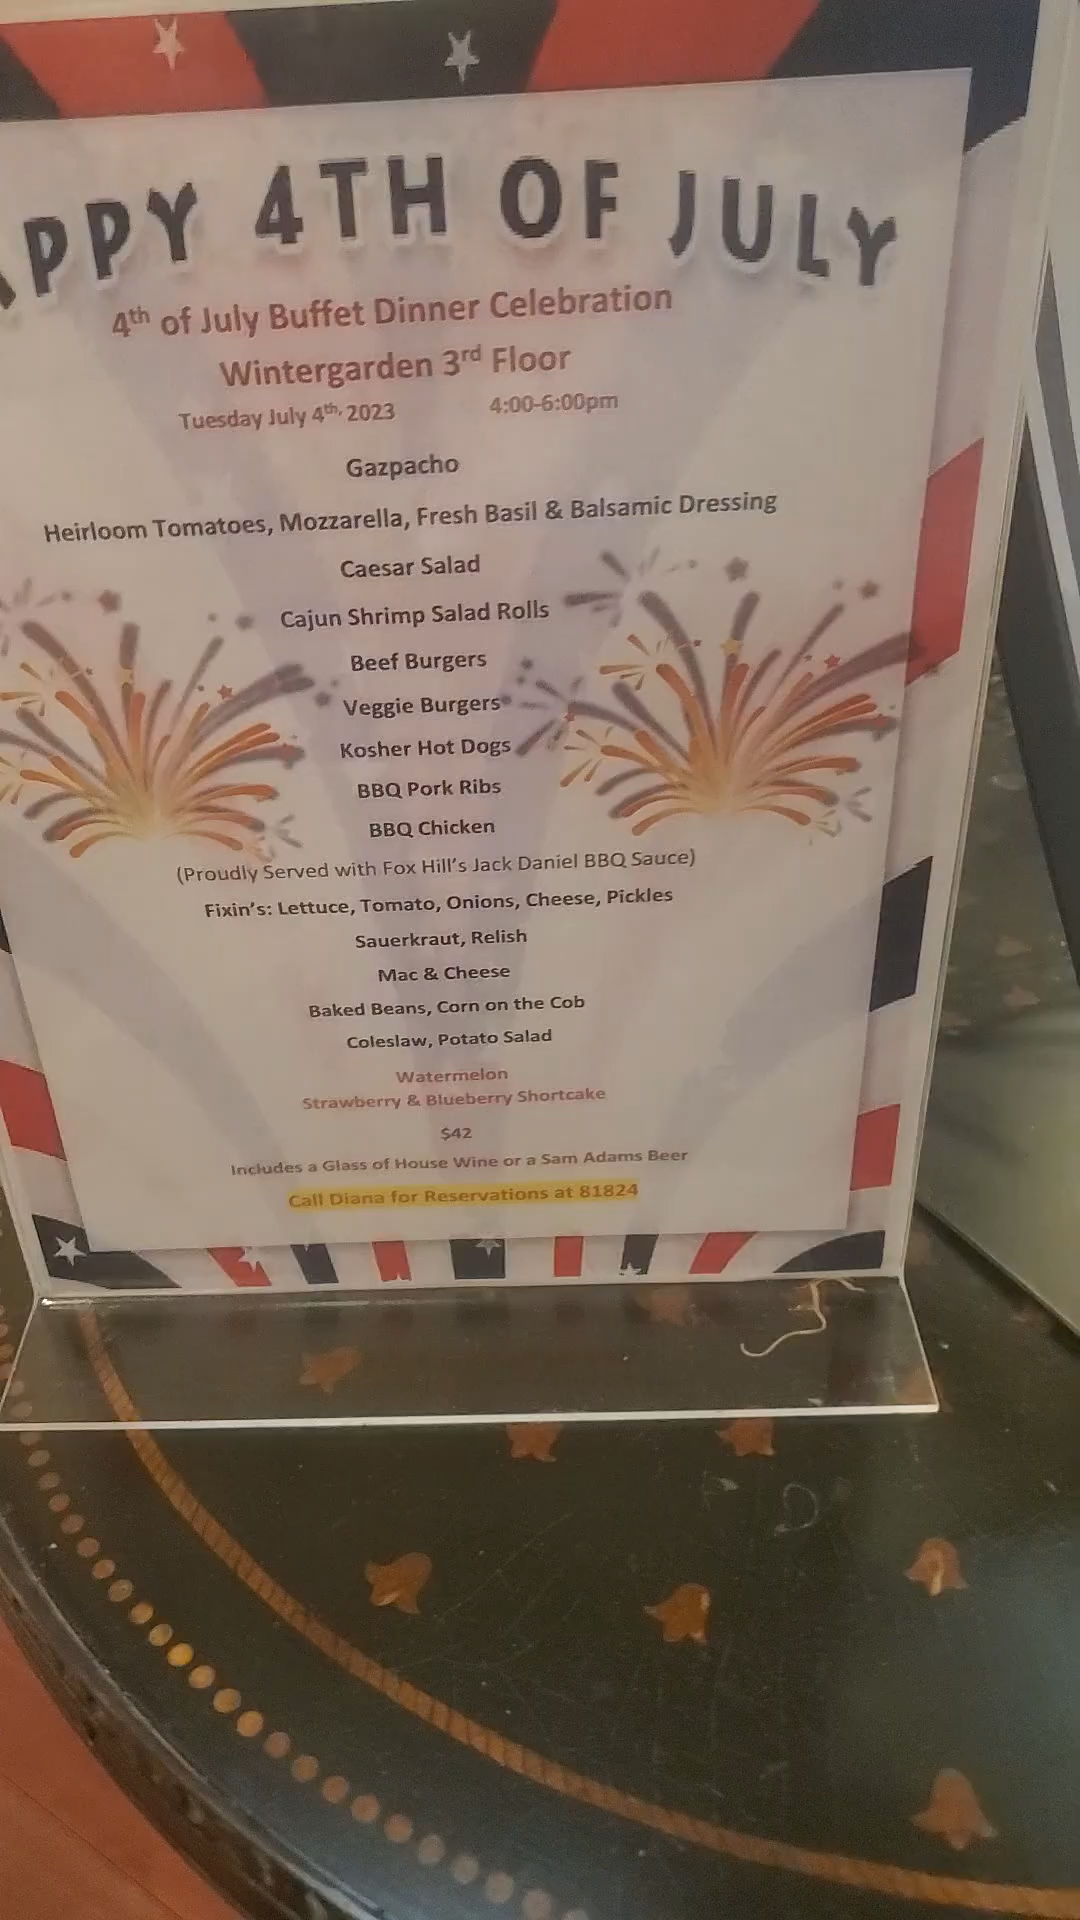 APPY 4TH OF JULY
4th of July Buffet Dinner Celebration
Wintergarden 3rd Floor
Tuesday July 4th, 2023 4:00-6:00pm
Gazpacho
Heirloom Tomatoes, Mozzarella, Fresh Basil & Balsamic Dressing
Caesar Salad
Cajun Shrimp Salad Rolls
Beef Burgers
Veggie Burgers
Kosher Hot Dogs
BBQ Pork Ribs
BBQ Chicken
(Proudly Served with Fox Hill's Jack Daniel BBQ Sauce)
Fixin's: Lettuce, Tomato, Onions, Cheese, Pickles
Sauerkraut, Relish
Mac & Cheese
Baked Beans, Corn on the Cob
Coleslaw, Potato Salad
Watermelon
Strawberry & Blueberry Shortcake
$42
Includes a Glass of House Wine or a Sam Adams Beer
Call Diana for Reservations at 81824